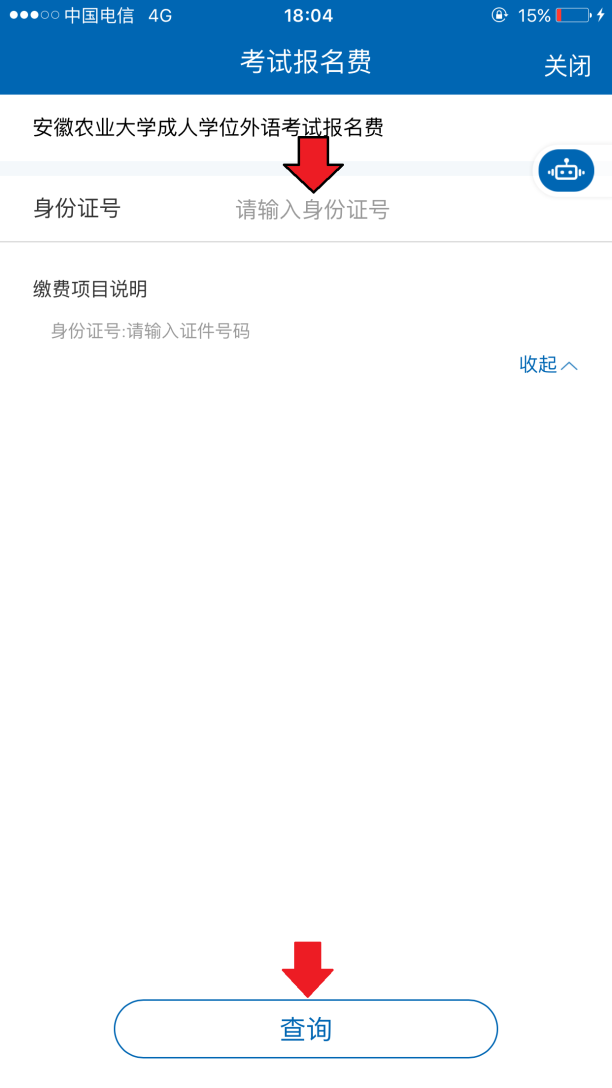 中国电信 4G 18:04 15%
考试报名费 关闭
安徽农业大学成人学位外语考试报名费
身份证号 请输入身份证号
缴费项目说明
身份证号:请输入证件号码
收起
查询